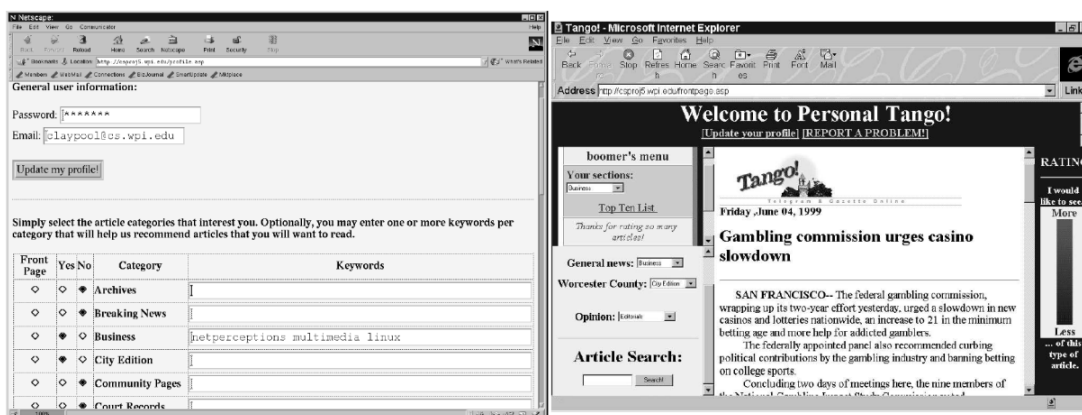 Netscape:
File Edit View Go Communicator Help
Back Reload Home Search Netscape Print Security Stop
Bookmarks Location: http://csproj5.wpi.edu/profile.asp What's Related
Members WebMail Connections BizJournal SmartUpdate Mktplace
General user information:
Password: *******
Email: claypool@cs.wpi.edu
Update my profile!
Simply select the article categories that interest you. Optionally, you may enter one or more keywords per
category that will help us recommend articles that you will want to read.
Front Page Yes No Category Keywords
Archives
Breaking News
Business netperceptions multimedia linux
City Edition
Community Pages
Court Records
100%
Tango! - Microsoft Internet Explorer
File Edit View Go Favorites Help
Back Stop Refresh Home Search Favorites Print Font Mail
Address http://csproj5.wpi.edu/frontpage.asp Link
Welcome to Personal Tango!
[Update your profile] [REPORT A PROBLEM!]
boomer's menu
Your sections:
Business
Top Ten List
Thanks for rating so many
articles!
General news: Business
Worcester County: City Edition
Opinion: Editorials
Article Search:
Search!
Tango!
Telegram & Gazette Online
Friday ,June 04, 1999
Gambling commission urges casino
slowdown
SAN FRANCISCO-- The federal gambling commission,
wrapping up its two-year effort yesterday, urged a slowdown in new
casinos and lotteries nationwide, an increase to 21 in the minimum
betting age and more help for addicted gamblers.
The federally appointed panel also recommended curbing
political contributions by the gambling industry and banning betting
on college sports.
Concluding two days of meetings here, the nine members of
RATING
I would
like to see..
More
Less
... of this
type of
article.